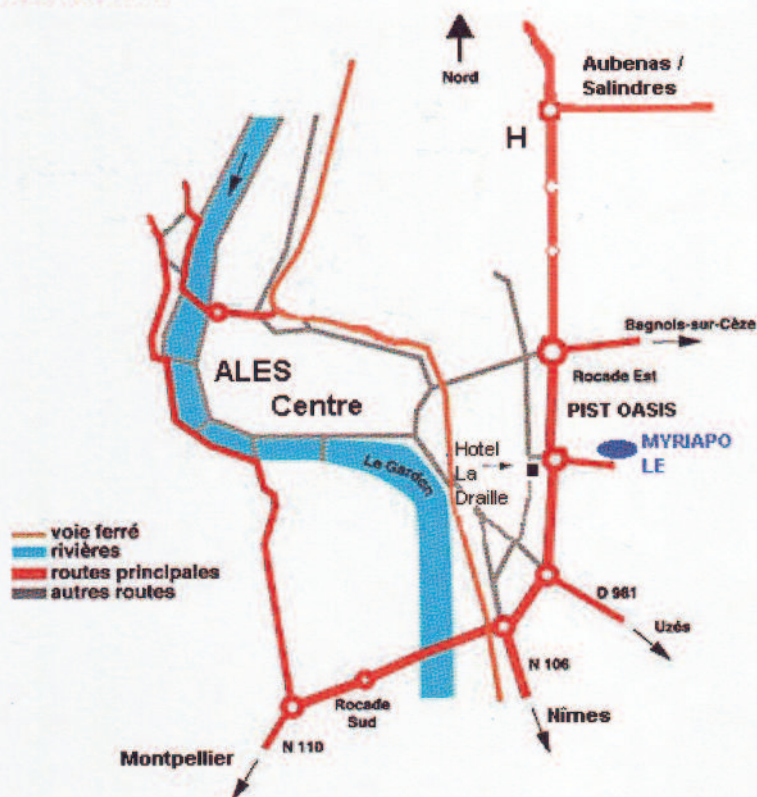 Nord
Aubenas /
Salindres
H
Bagnols-sur-Cèze
Rocade Est
ALES
Centre
PIST OASIS
MYRIAPO
LE
Hotel
La
Draille
Le Gardon
voie ferré
rivières
routes principales
autres routes
D 981
Uzés
N 106
Nîmes
Rocade
Sud
N 110
Montpellier